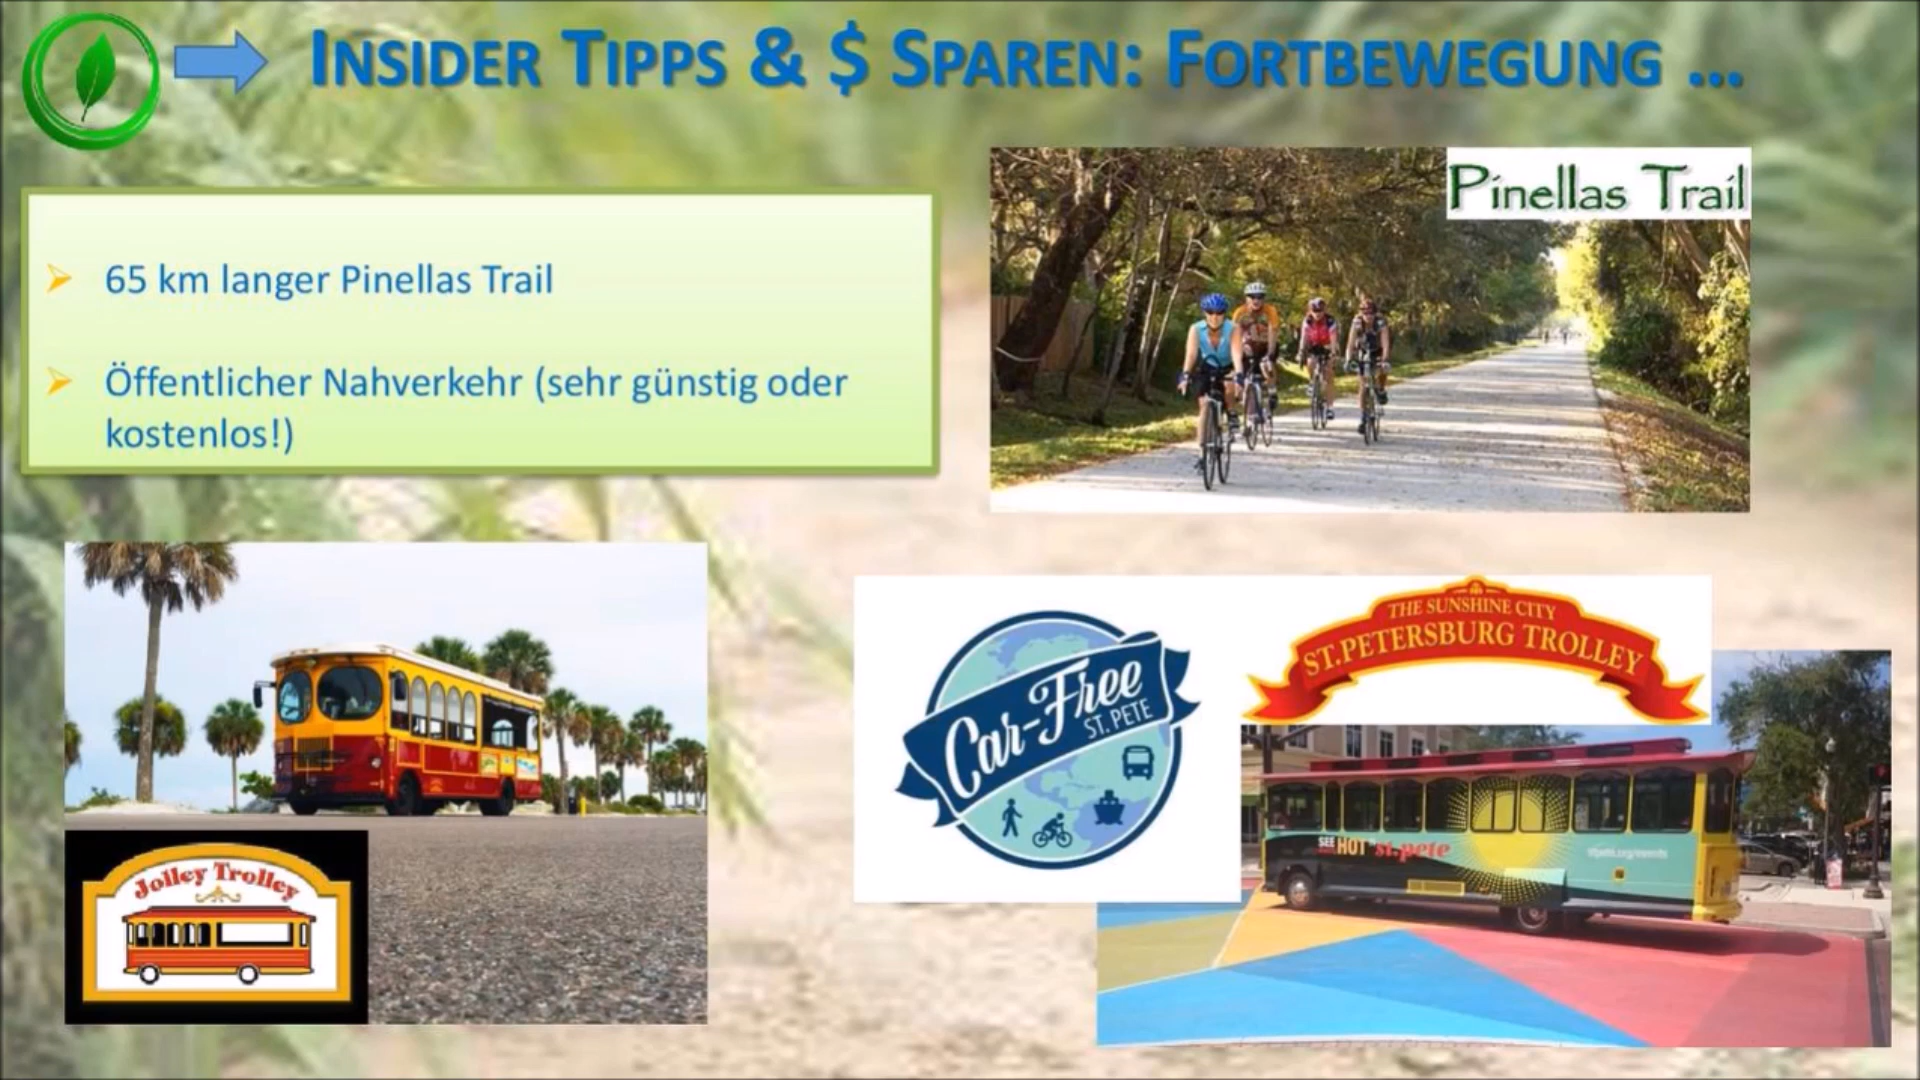 INSIDER TIPPS & $ SPAREN: FORTBEWEGUNG ...
Pinellas Trail
65 km langer Pinellas Trail
Öffentlicher Nahverkehr (sehr günstig oder
kostenlos!)
THE SUNSHINE CITY
ST.PETERSBURG TROLLEY
Car-Free
ST. PETE
SEE
HOT
st.pete
Jolley Trolley